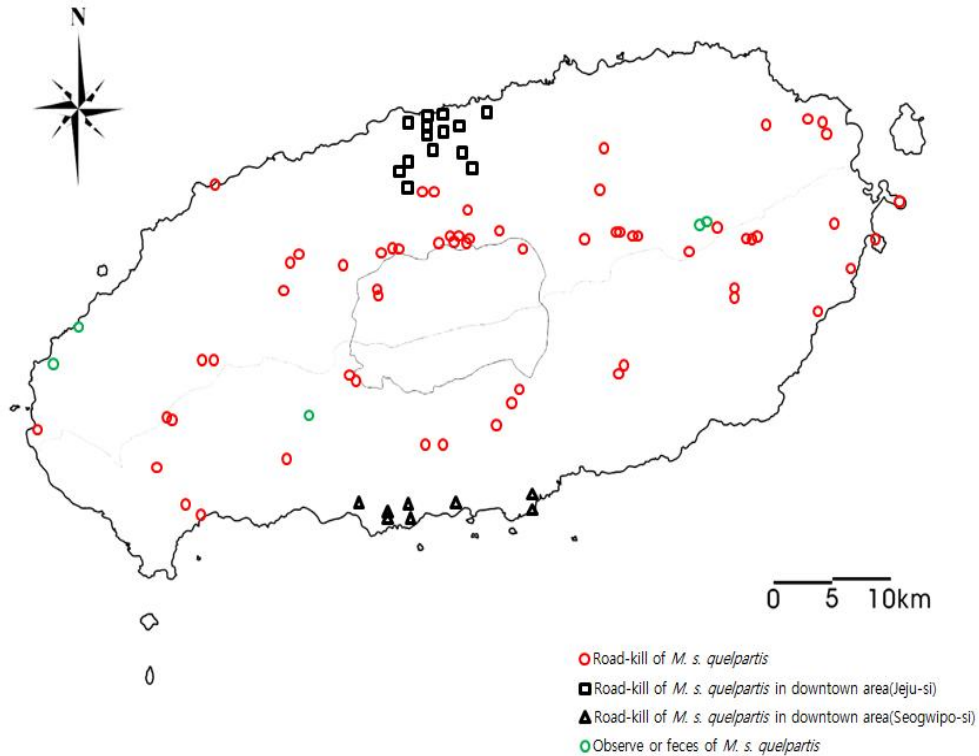 N
0 5 10km
Road-kill of M. s. quelpartis
Road-kill of M. s. quelpartis in downtown area(Jeju-si)
Road-kill of M. s. quelpartis in downtown area(Seogwipo-si)
Observe or feces of M. s. quelpartis